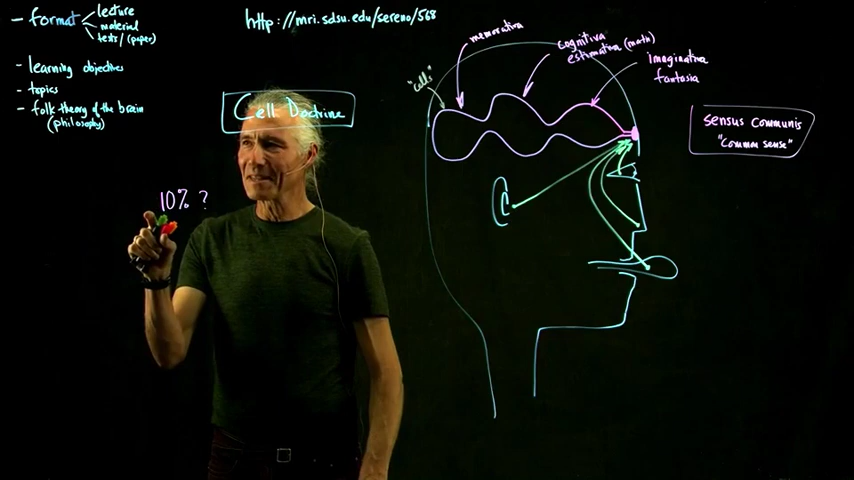 - format
lecture
material
tests/(paper)
- learning objectives
- topics
- folk theory of the brain
(philosophy)
http://mri.sdsu.edu/sereno/568
Cell Doctrine
10% ?
"cells"
memorativa
cognitiva
estimativa (math)
imaginativa
fantasia
sensus communis
"Common sense"